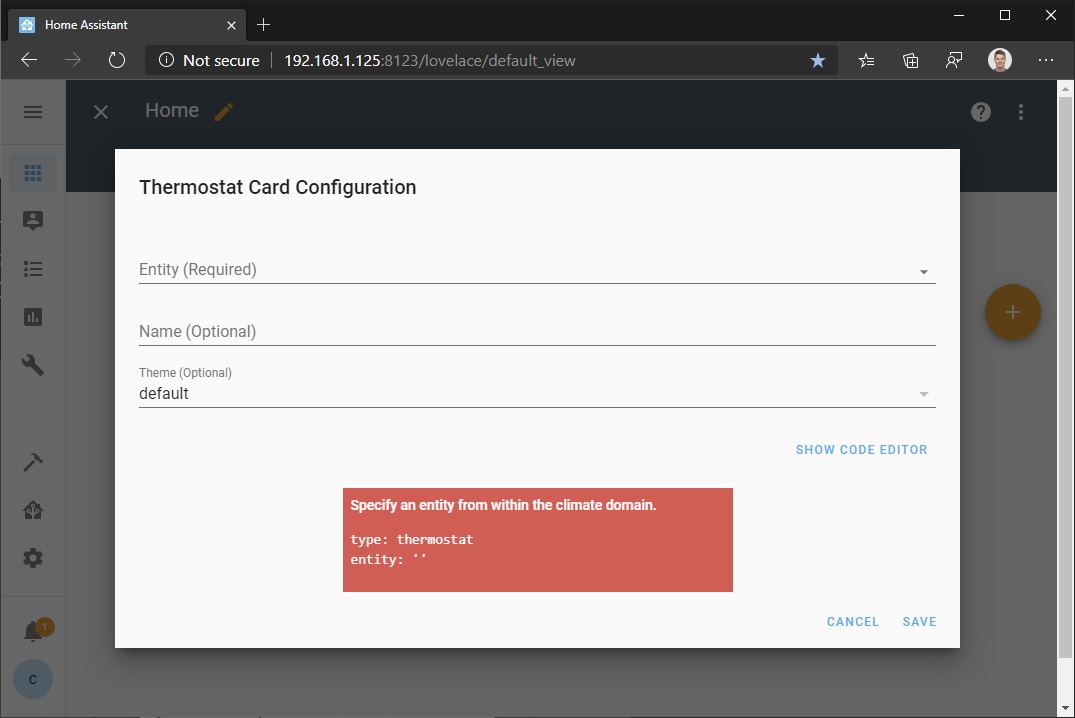 Home Assistant
Not secure
192.168.1.125:8123/lovelace/default_view
Home
Thermostat Card Configuration
Entity (Required)
Name (Optional)
Theme (Optional)
default
SHOW CODE EDITOR
Specify an entity from within the climate domain.
type: thermostat
entity: ''
CANCEL SAVE
1
C